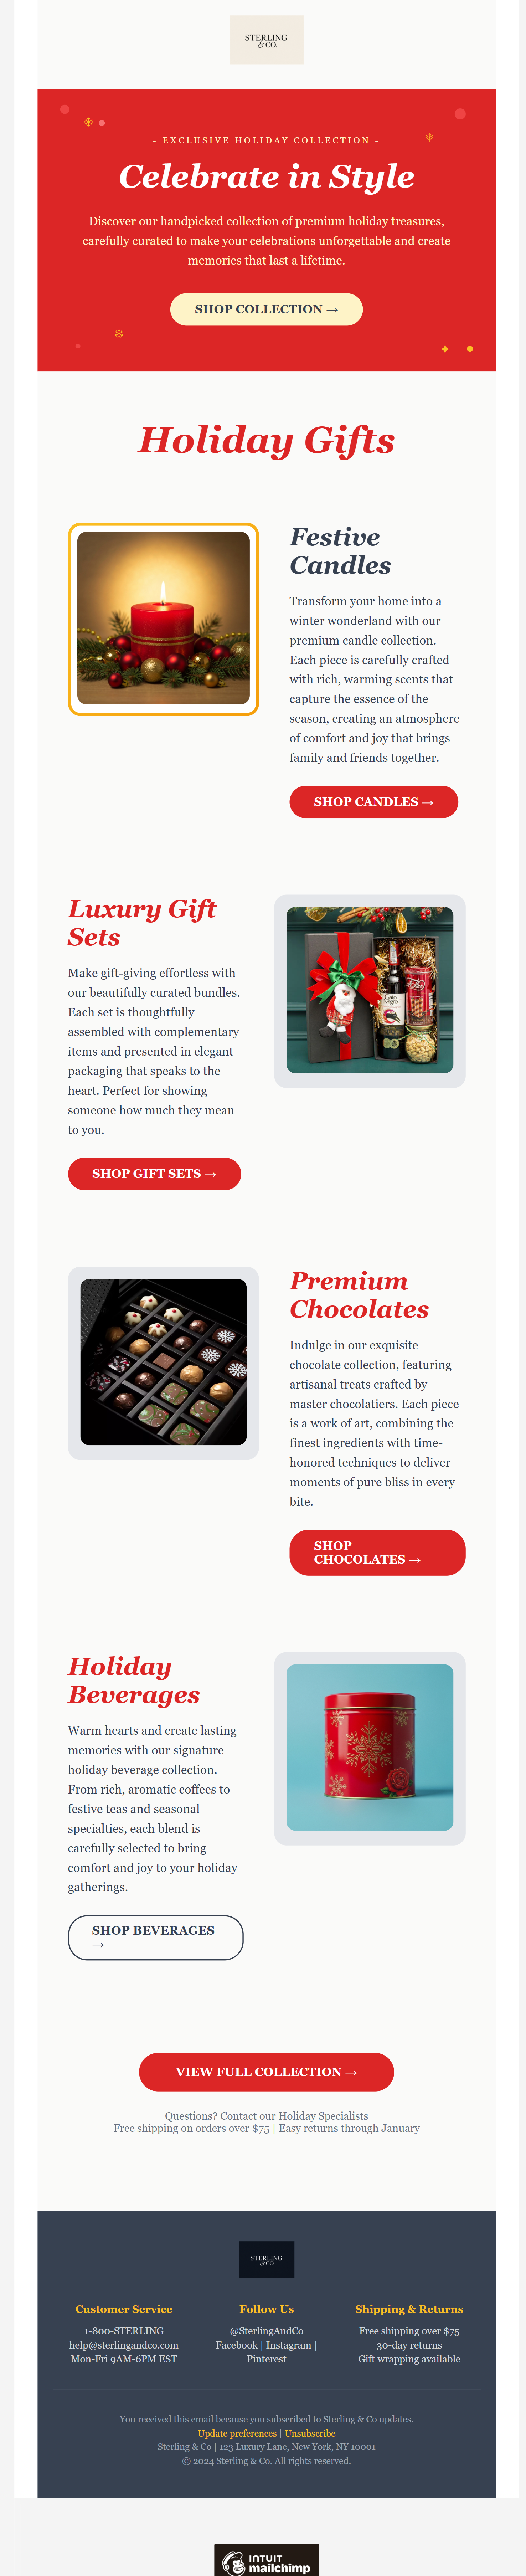 STERLING
& CO.
- EXCLUSIVE HOLIDAY COLLECTION -
Celebrate in Style
Discover our handpicked collection of premium holiday treasures,
carefully curated to make your celebrations unforgettable and create
memories that last a lifetime.
SHOP COLLECTION →
Holiday Gifts
Festive
Candles
Transform your home into a
winter wonderland with our
premium candle collection.
Each piece is carefully crafted
with rich, warming scents that
capture the essence of the
season, creating an atmosphere
of comfort and joy that brings
family and friends together.
SHOP CANDLES →
Luxury Gift
Sets
Make gift-giving effortless with
our beautifully curated bundles.
Each set is thoughtfully
assembled with complementary
items and presented in elegant
packaging that speaks to the
heart. Perfect for showing
someone how much they mean
to you.
Gato
Negro
SHOP GIFT SETS →
Premium
Chocolates
Indulge in our exquisite
chocolate collection, featuring
artisanal treats crafted by
master chocolatiers. Each piece
is a work of art, combining the
finest ingredients with time-
honored techniques to deliver
moments of pure bliss in every
bite.
SHOP
CHOCOLATES →
Holiday
Beverages
Warm hearts and create lasting
memories with our signature
holiday beverage collection.
From rich, aromatic coffees to
festive teas and seasonal
specialties, each blend is
carefully selected to bring
comfort and joy to your holiday
gatherings.
SHOP BEVERAGES
→
VIEW FULL COLLECTION →
Questions? Contact our Holiday Specialists
Free shipping on orders over $75 | Easy returns through January
STERLING
& CO.
Customer Service
1-800-STERLING
help@sterlingandco.com
Mon-Fri 9AM-6PM EST
Follow Us
@SterlingAndCo
Facebook | Instagram |
Pinterest
Shipping & Returns
Free shipping over $75
30-day returns
Gift wrapping available
You received this email because you subscribed to Sterling & Co updates.
Update preferences | Unsubscribe
Sterling & Co | 123 Luxury Lane, New York, NY 10001
© 2024 Sterling & Co. All rights reserved.
INTUIT
mailchimp